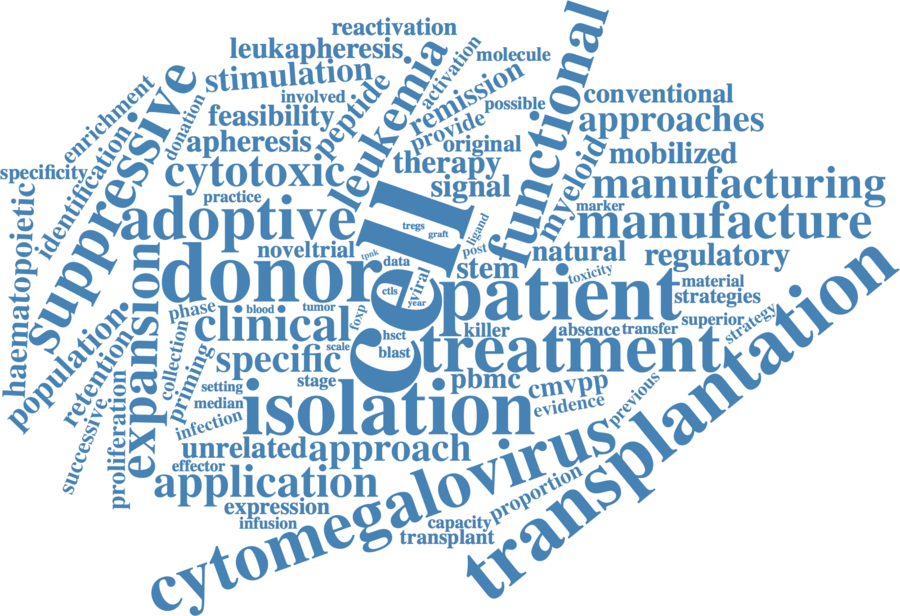 reactivation
leukapheresis
molecule
stimulation
activation
involved
remission
peptide
leukemia
functional
possible
conventional
enrichment
suppressive
donation
feasibility
provide
approaches
apheresis
original
identification
specificity
cytotoxic
therapy
mobilized
myeloid
signal
manufacturing
haematopoietic
practice
adoptive
cell
marker
manufacture
tregs
graft
ligand
noveltrial
post
natural
regulatory
tpnk
data
stem
toxicity
donor
viral
patient
material
strategies
ctls
year
expansion
phase
blood
tumor
foxp
clinical
hsct
killer
absence
transfer
superior
strategy
transplantation
population
retention
collection
priming
specific
scale
blast
treatment
stage
pbmc
cmvpp
setting
median
isolation
evidence
previous
successive
proliferation
infection
unrelated
approach
effector
application
cytomegalovirus
proportion
expression
infusion
capacity
transplant